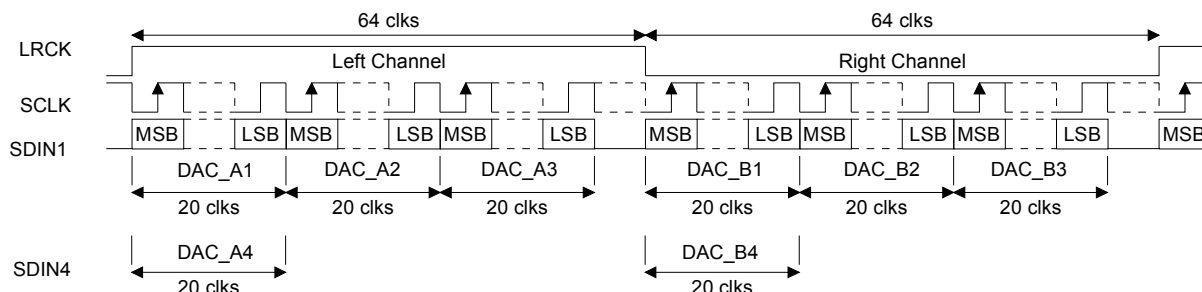 64 clks 64 clks
LRCK Left Channel Right Channel
SCLK
SDIN1 MSB LSB MSB LSB MSB LSB MSB LSB MSB LSB MSB LSB MSB
DAC_A1 DAC_A2 DAC_A3 DAC_B1 DAC_B2 DAC_B3
20 clks 20 clks 20 clks 20 clks 20 clks 20 clks
SDIN4 DAC_A4 DAC_B4
20 clks 20 clks